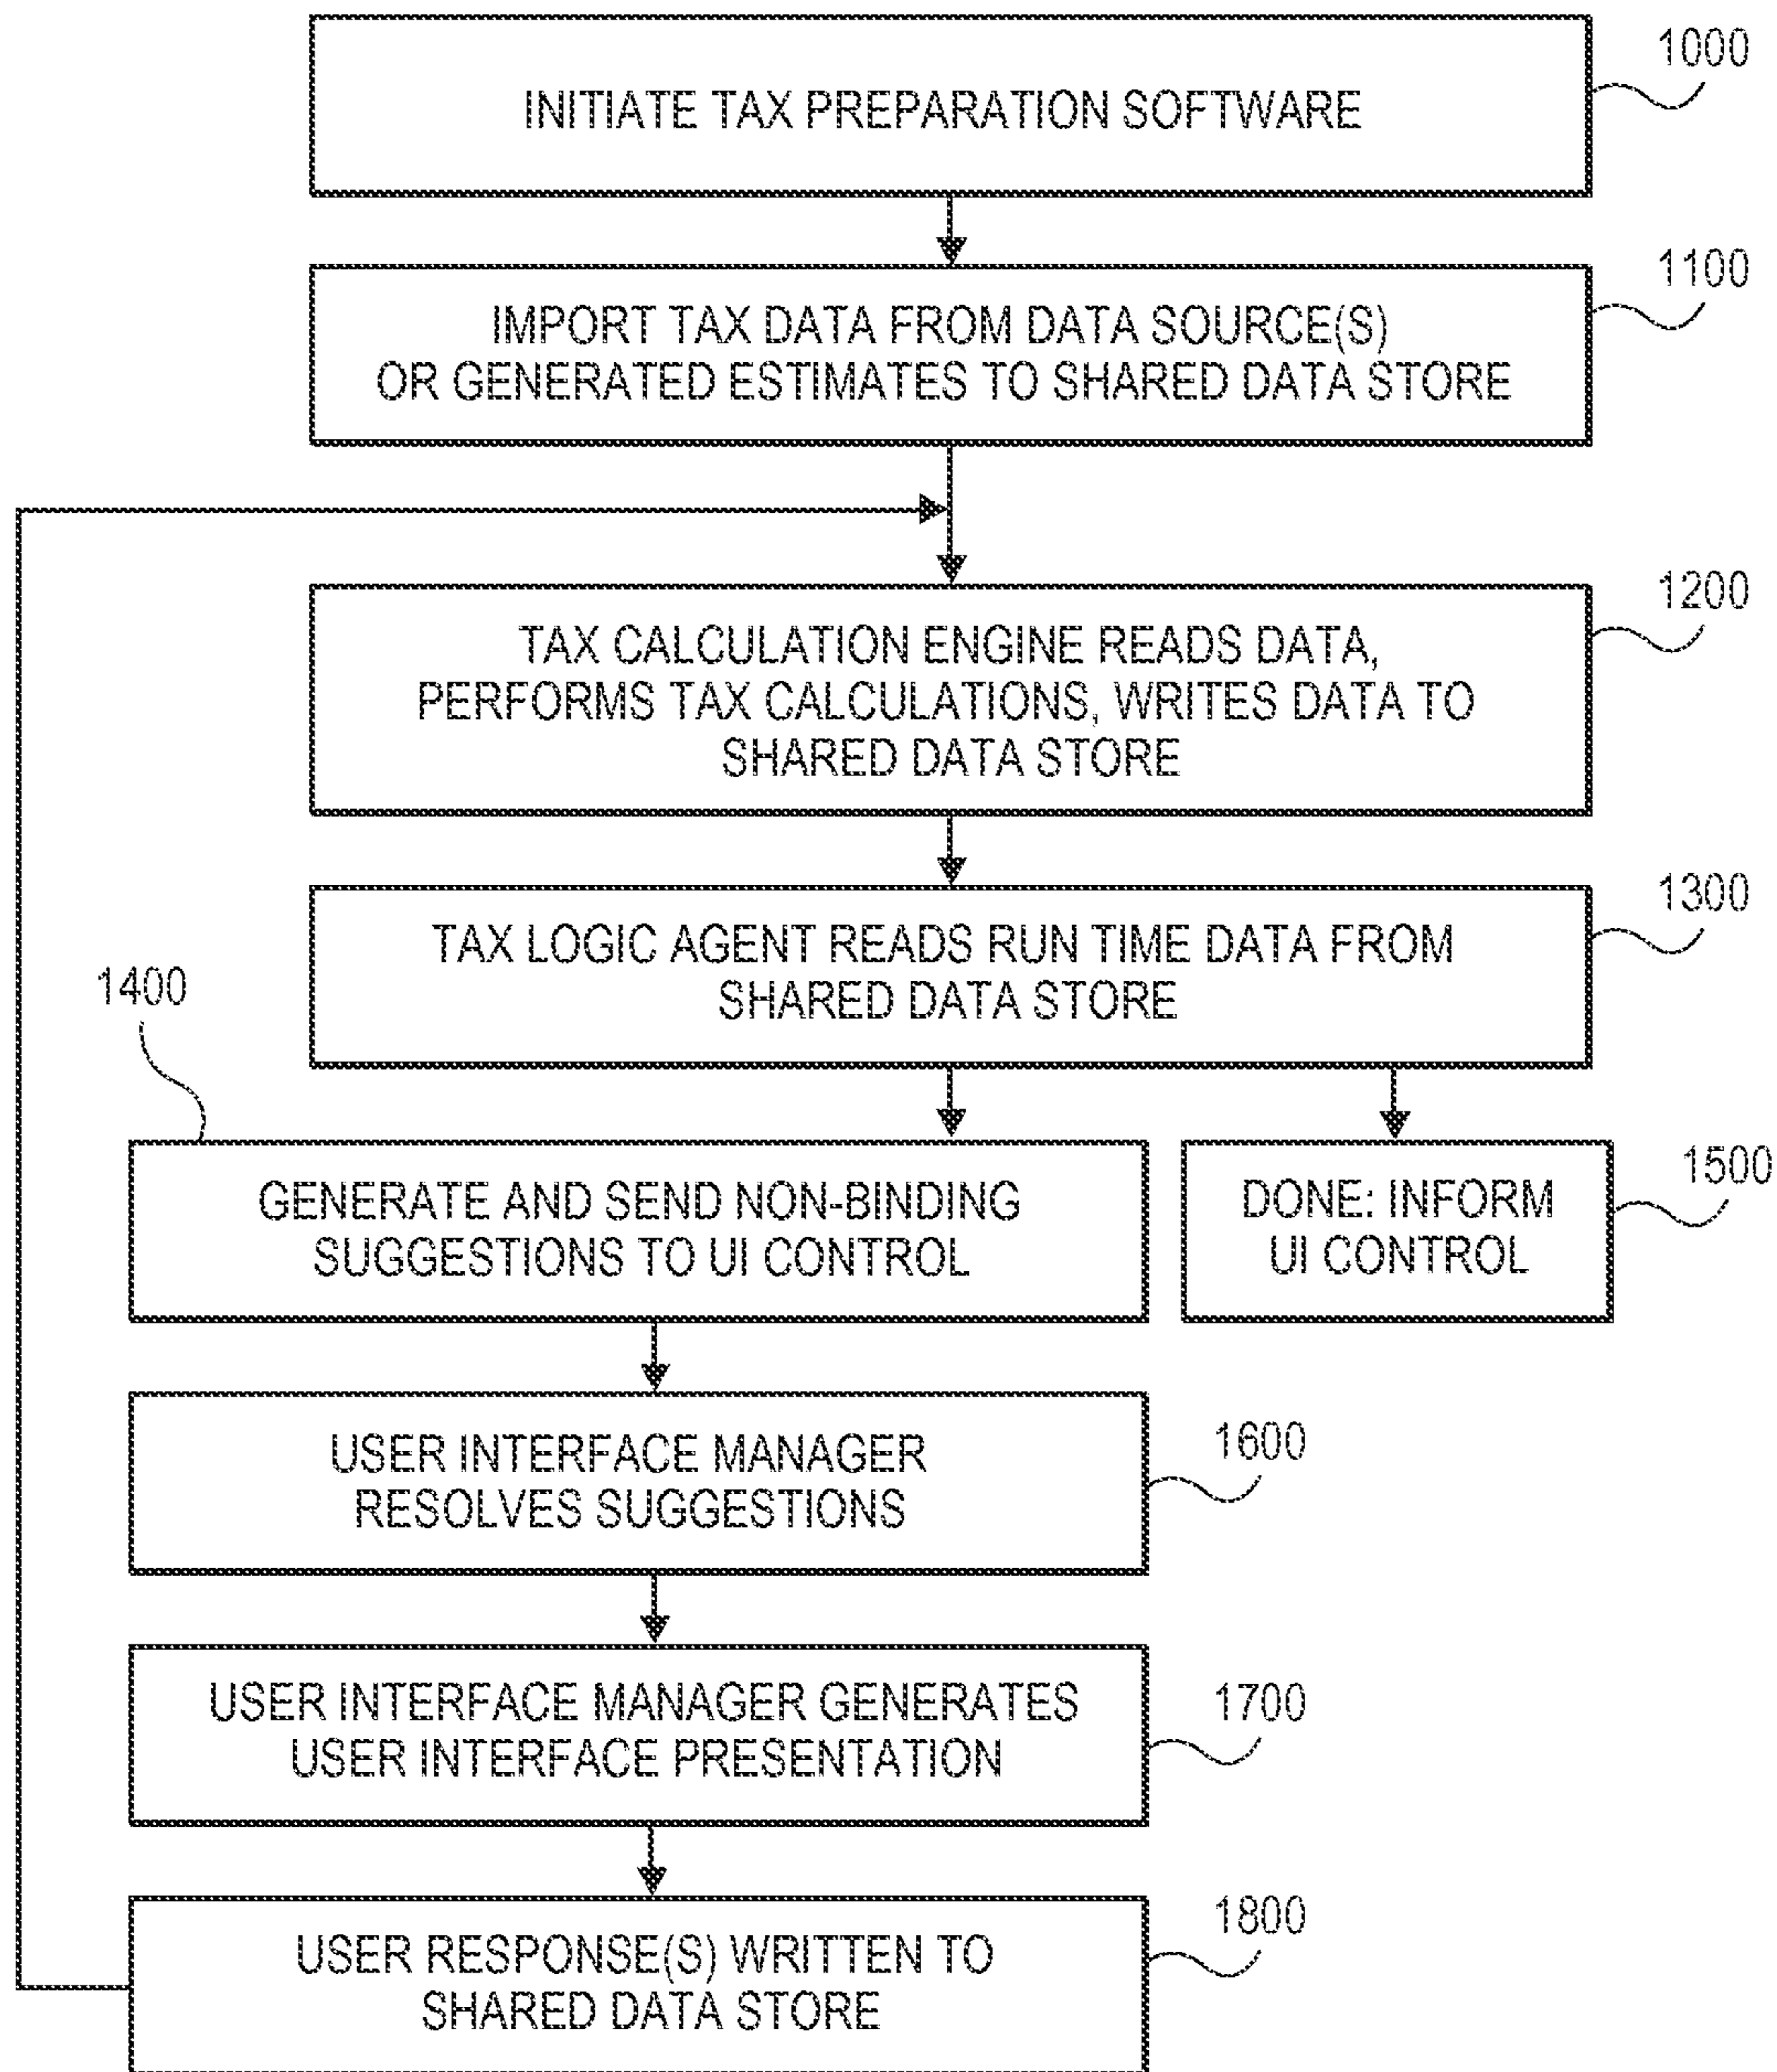 1000
INITIATE TAX PREPARATION SOFTWARE
1100
IMPORT TAX DATA FROM DATA SOURCE(S)
OR GENERATED ESTIMATES TO SHARED DATA STORE
1200
TAX CALCULATION ENGINE READS DATA,
PERFORMS TAX CALCULATIONS, WRITES DATA TO
SHARED DATA STORE
1300
TAX LOGIC AGENT READS RUN TIME DATA FROM
SHARED DATA STORE
1400
GENERATE AND SEND NON-BINDING
SUGGESTIONS TO UI CONTROL
1500
DONE: INFORM
UI CONTROL
1600
USER INTERFACE MANAGER
RESOLVES SUGGESTIONS
1700
USER INTERFACE MANAGER GENERATES
USER INTERFACE PRESENTATION
1800
USER RESPONSE(S) WRITTEN TO
SHARED DATA STORE